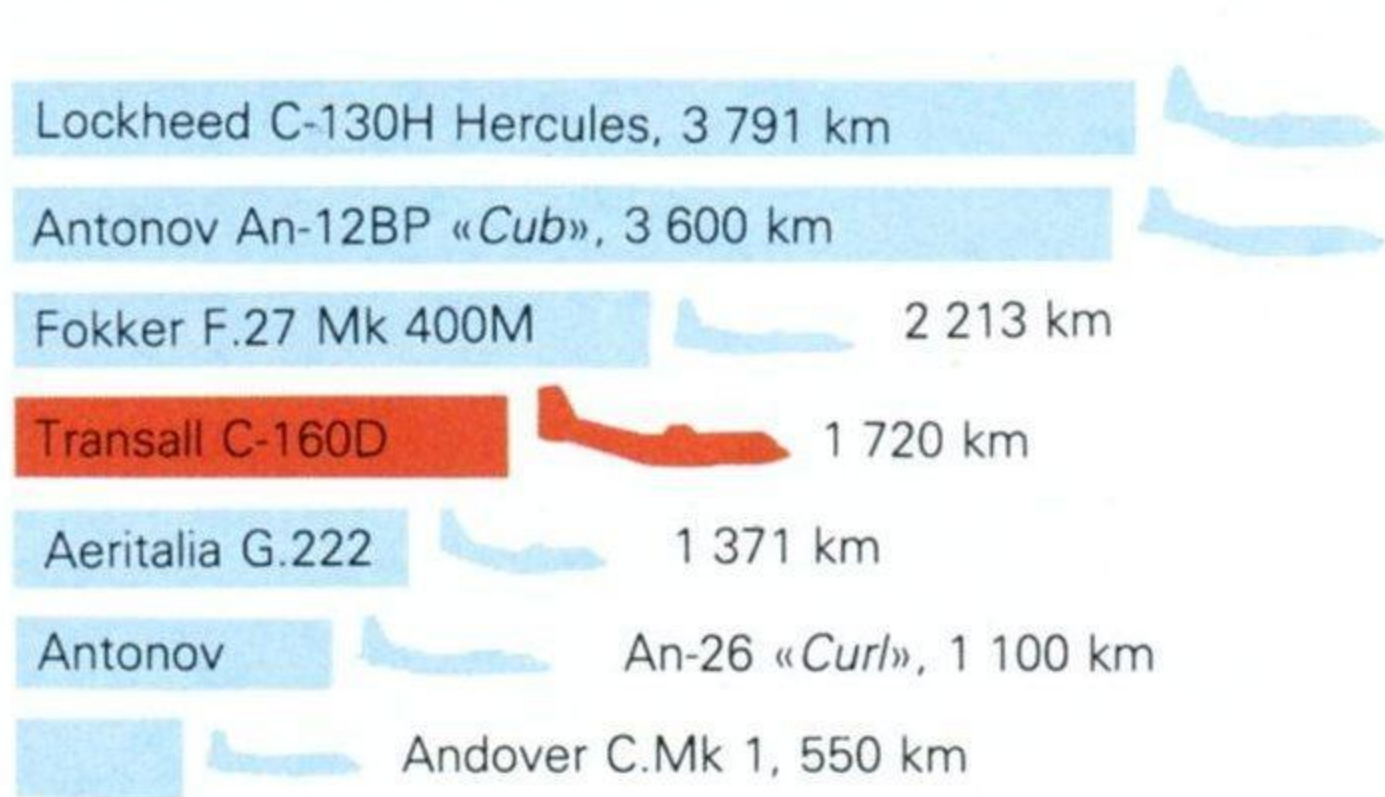 Lockheed C-130H Hercules, 3 791 km
Antonov An-12BP «Cub», 3 600 km
Fokker F.27 Mk 400M 2 213 km
Transall C-160D 1 720 km
Aeritalia G.222 1 371 km
Antonov An-26 «Curl», 1 100 km
Andover C.Mk 1, 550 km